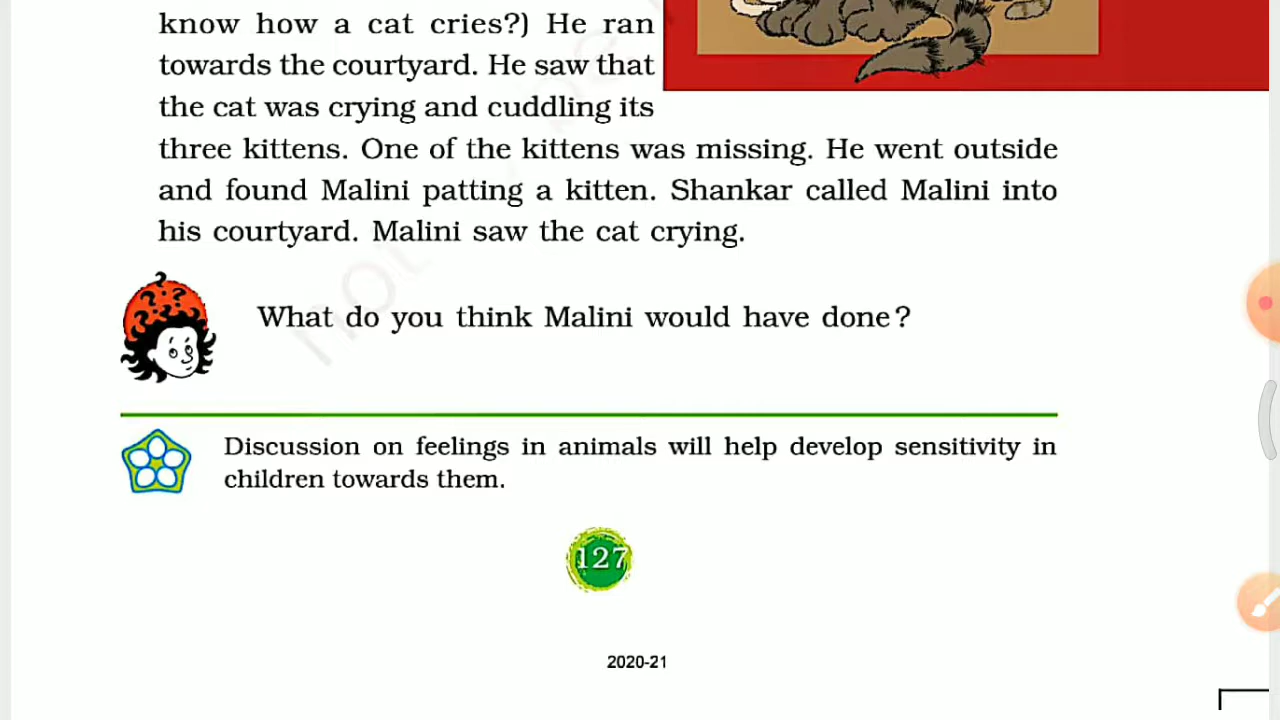 know how a cat cries?) He ran
towards the courtyard. He saw that
the cat was crying and cuddling its
three kittens. One of the kittens was missing. He went outside
and found Malini patting a kitten. Shankar called Malini into
his courtyard. Malini saw the cat crying.
What do you think Malini would have done?
Discussion on feelings in animals will help develop sensitivity in
children towards them.
127
2020-21